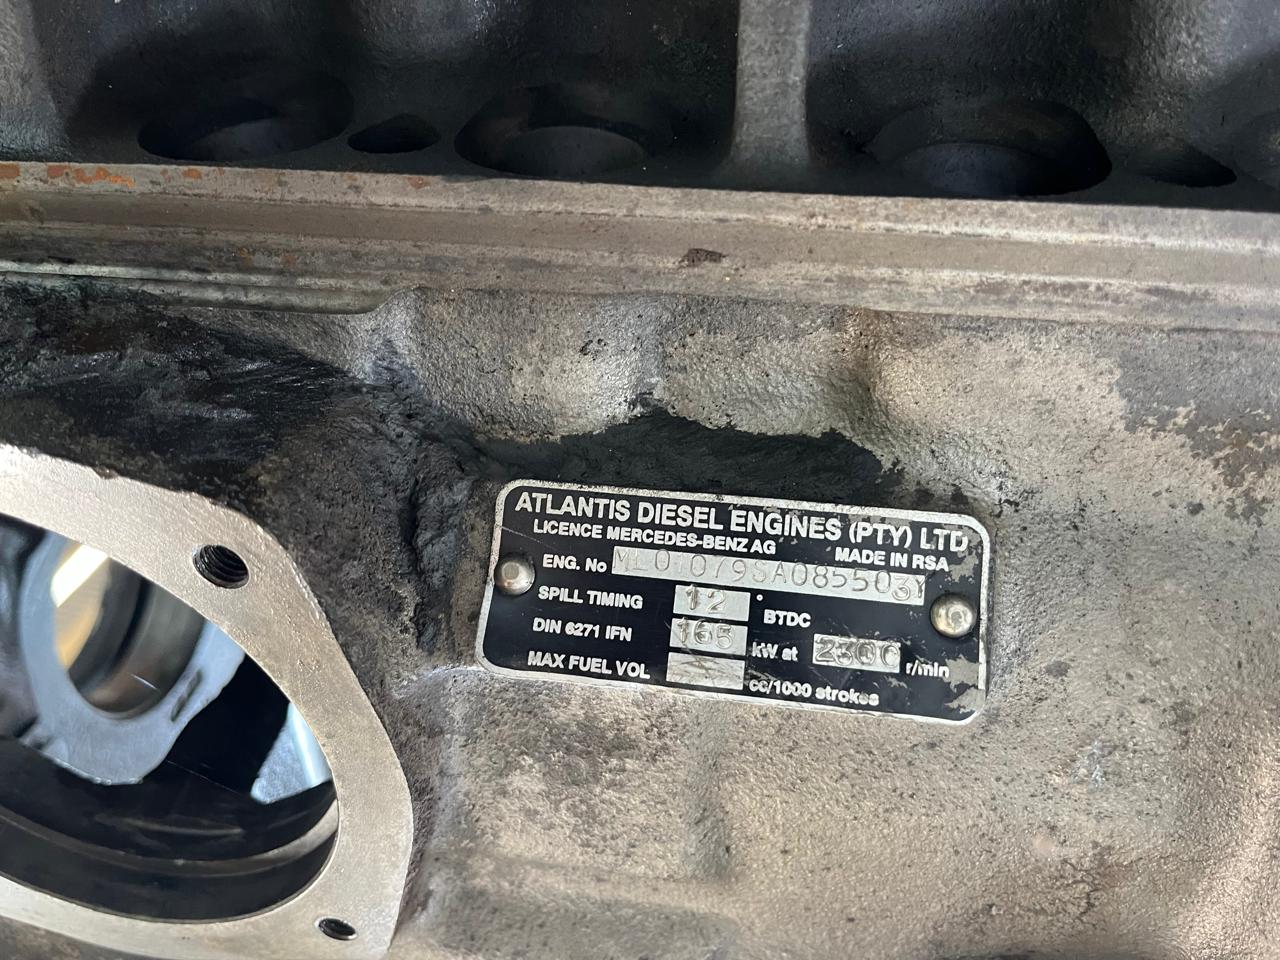 ATLANTIS DIESEL ENGINES (PTY) LTD
LICENCE MERCEDES-BENZ AG MADE IN RSA
ENG. No
SPILL TIMING 12 ° BTDC
DIN 6271 IFN 165 kW at 2300 r/min
MAX FUEL VOL cc/1000 strokes